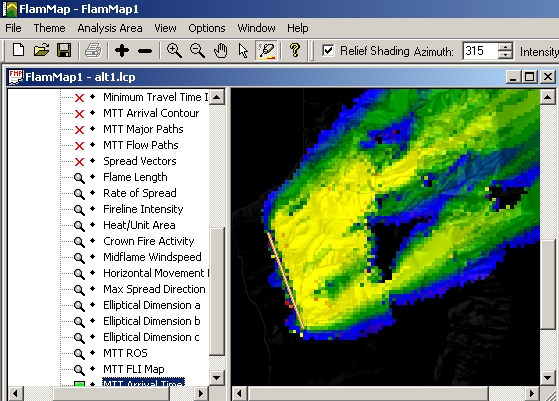 FlamMap - FlamMap1
File Theme Analysis Area View Options Window Help
Relief Shading Azimuth: 315 Intensity
FlamMap1 - alt1.lcp
Minimum Travel Time I
MTT Arrival Contour
MTT Major Paths
MTT Flow Paths
Spread Vectors
Flame Length
Rate of Spread
Fireline Intensity
Heat/Unit Area
Crown Fire Activity
Midflame Windspeed
Horizontal Movement
Max Spread Direction
Elliptical Dimension a
Elliptical Dimension b
Elliptical Dimension c
MTT ROS
MTT FLI Map
MTT Arrival Time